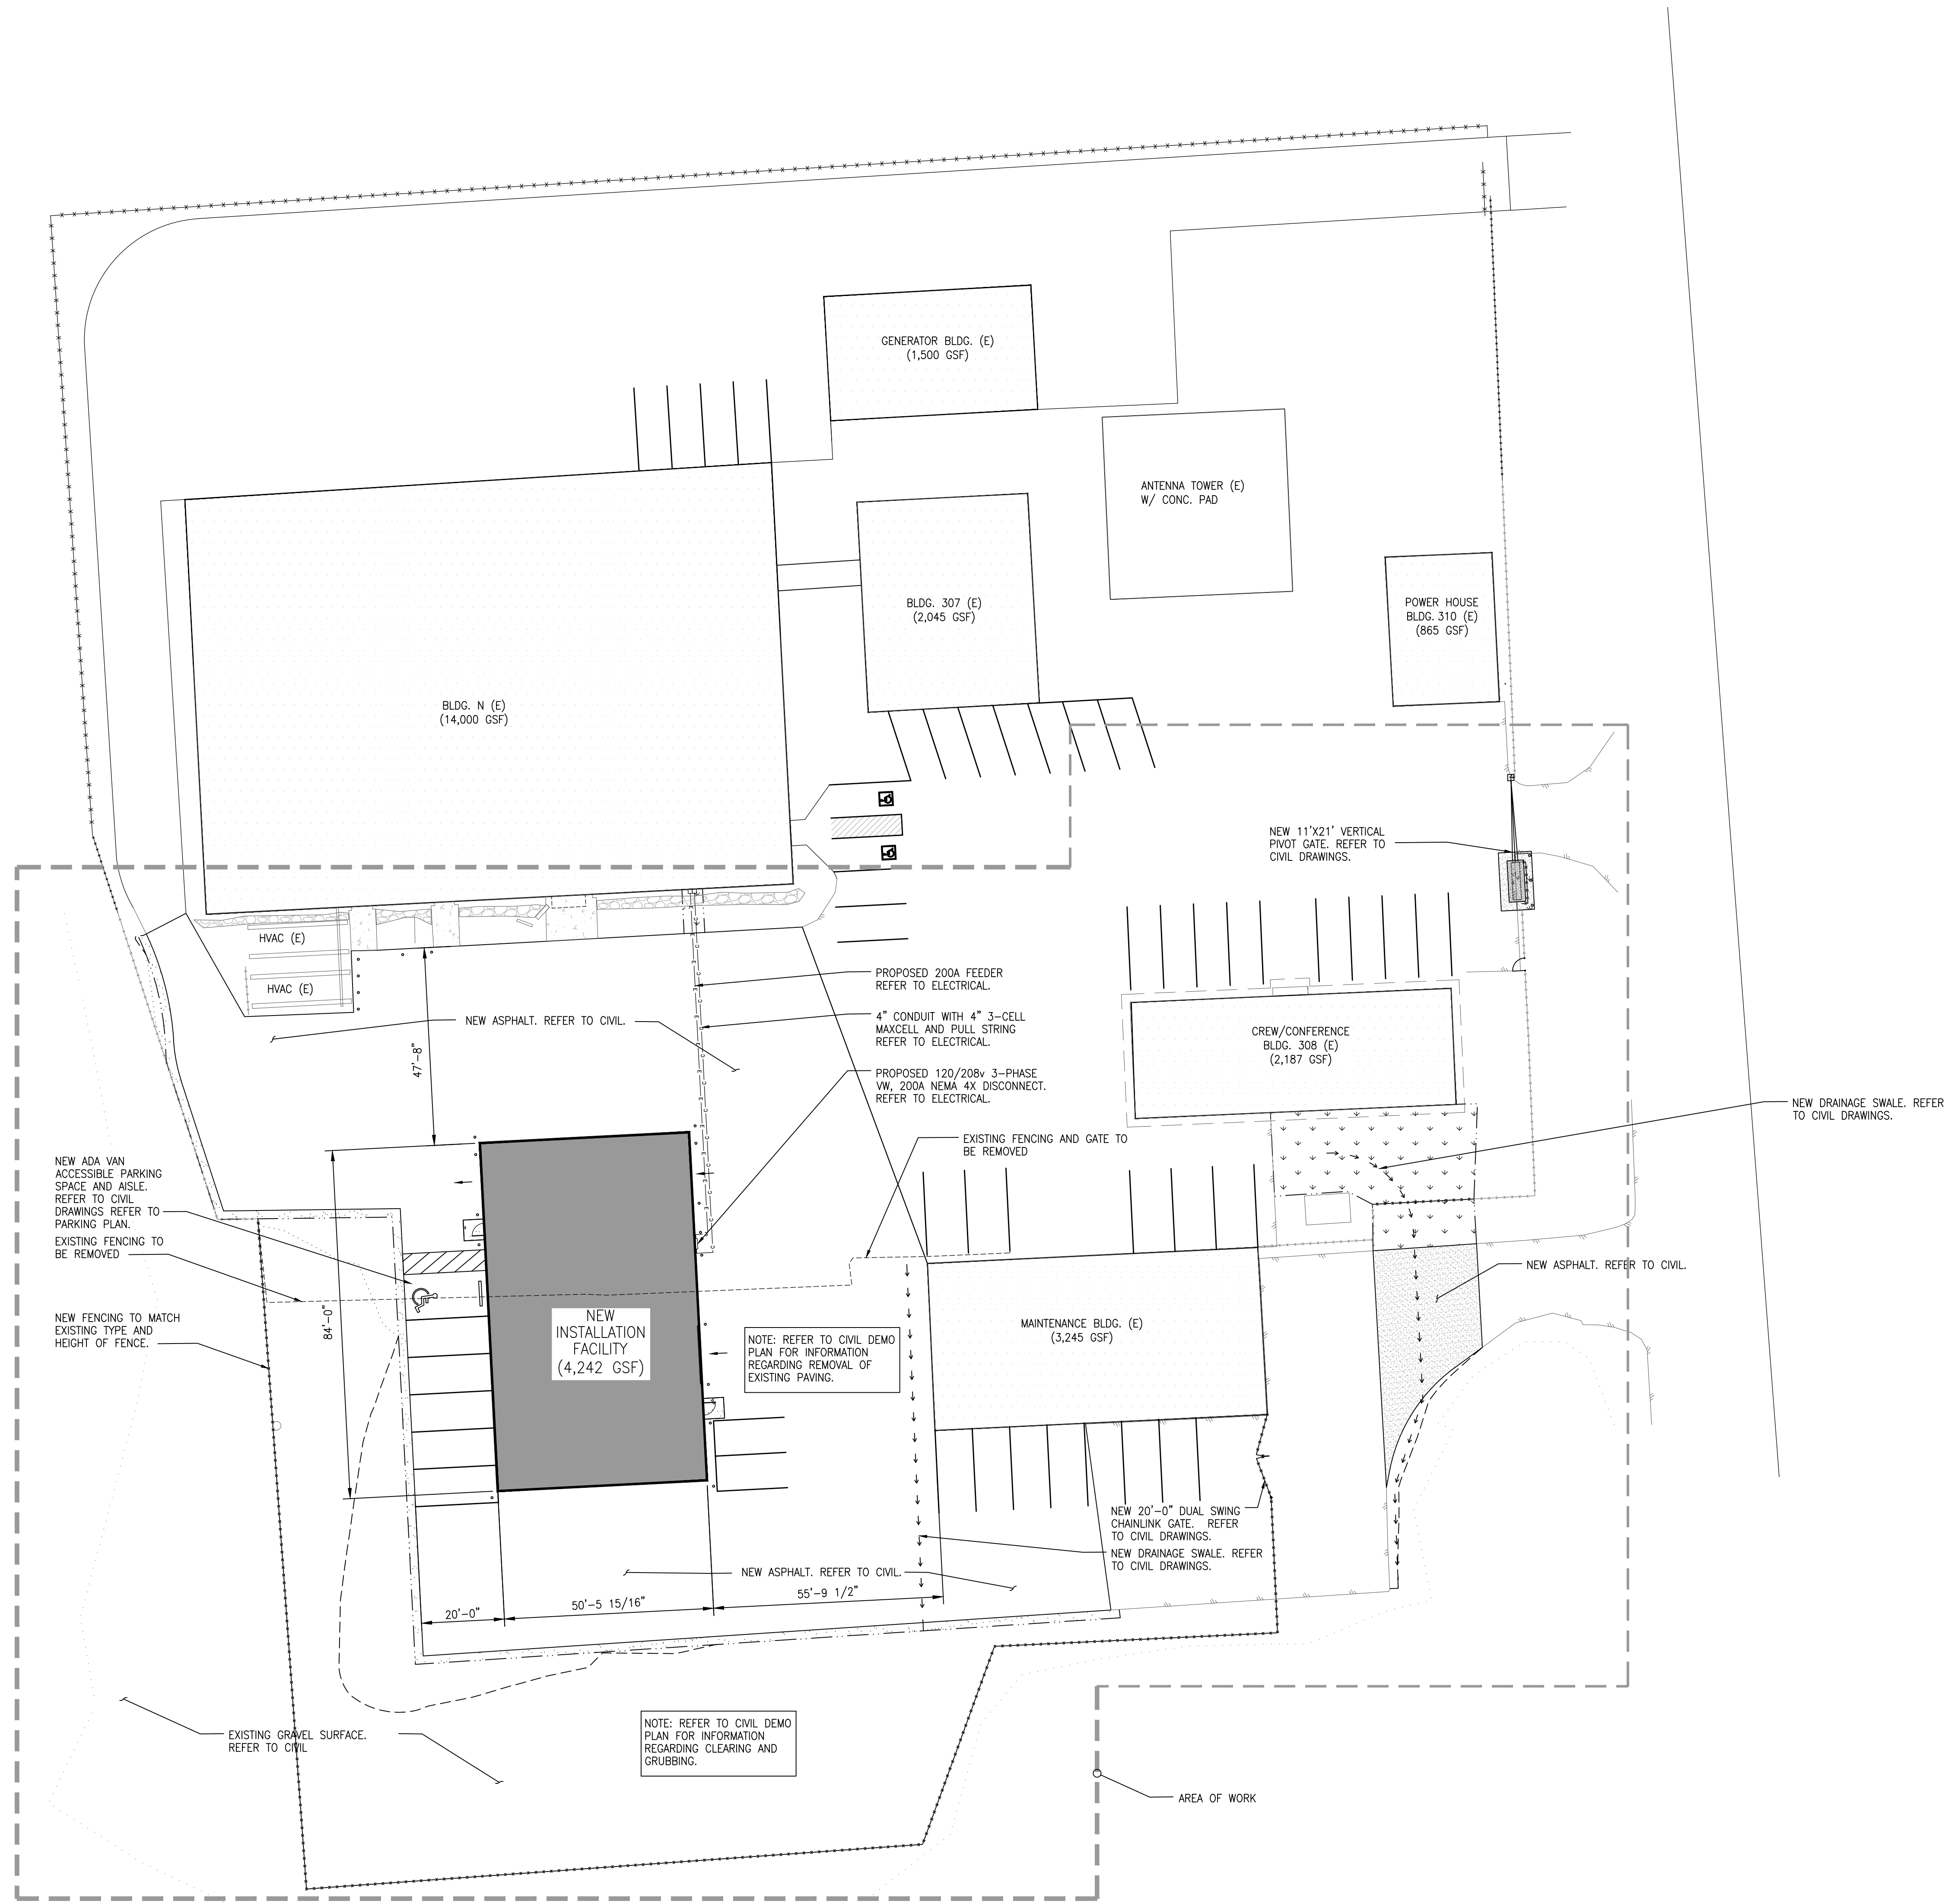 GENERATOR BLDG. (E)
(1,500 GSF)
ANTENNA TOWER (E)
W/ CONC. PAD
BLDG. 307 (E)
(2,045 GSF)
POWER HOUSE
BLDG. 310 (E)
(865 GSF)
BLDG. N (E)
(14,000 GSF)
NEW 11'X21' VERTICAL
PIVOT GATE. REFER TO
CIVIL DRAWINGS.
HVAC (E)
HVAC (E)
PROPOSED 200A FEEDER
REFER TO ELECTRICAL.
NEW ASPHALT. REFER TO CIVIL.
4" CONDUIT WITH 4" 3-CELL
MAXCELL AND PULL STRING
REFER TO ELECTRICAL.
47'-8"
PROPOSED 120/208v 3-PHASE
VW, 200A NEMA 4X DISCONNECT.
REFER TO ELECTRICAL.
CREW/CONFERENCE
BLDG. 308 (E)
(2,187 GSF)
NEW DRAINAGE SWALE. REFER
TO CIVIL DRAWINGS.
EXISTING FENCING AND GATE TO
BE REMOVED
NEW ADA VAN
ACCESSIBLE PARKING
SPACE AND AISLE.
REFER TO CIVIL
DRAWINGS REFER TO
PARKING PLAN.
EXISTING FENCING TO
BE REMOVED
NEW FENCING TO MATCH
EXISTING TYPE AND
HEIGHT OF FENCE.
84'-0"
NEW
INSTALLATION
FACILITY
(4,242 GSF)
NOTE: REFER TO CIVIL DEMO
PLAN FOR INFORMATION
REGARDING REMOVAL OF
EXISTING PAVING.
MAINTENANCE BLDG. (E)
(3,245 GSF)
NEW ASPHALT. REFER TO CIVIL.
NEW 20'-0" DUAL SWING
CHAINLINK GATE. REFER
TO CIVIL DRAWINGS.
NEW DRAINAGE SWALE. REFER
TO CIVIL DRAWINGS.
NEW ASPHALT. REFER TO CIVIL.
20'-0"
50'-5 15/16"
55'-9 1/2"
EXISTING GRAVEL SURFACE.
REFER TO CIVIL
NOTE: REFER TO CIVIL DEMO
PLAN FOR INFORMATION
REGARDING CLEARING AND
GRUBBING.
AREA OF WORK